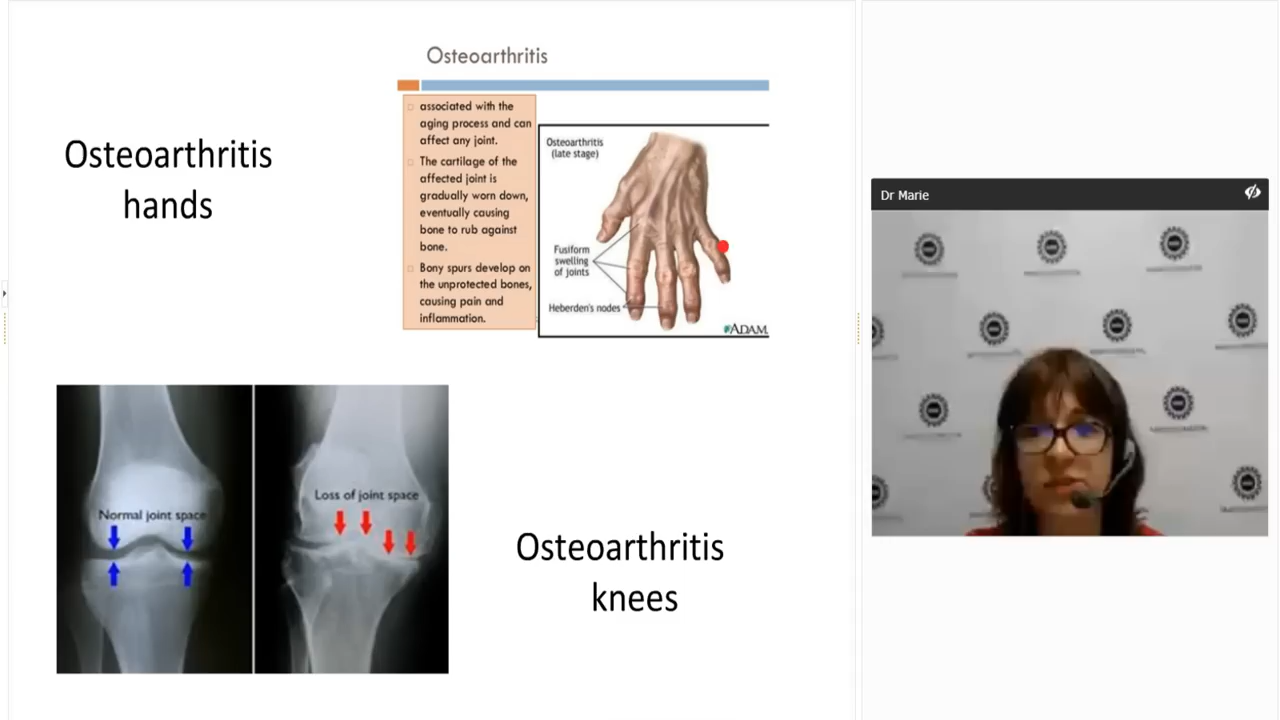 Osteoarthritis
associated with the
aging process and can
affect any joint.
The cartilage of the
affected joint is
gradually worn down,
eventually causing
bone to rub against
bone.
Bony spurs develop on
the unprotected bones,
causing pain and
inflammation.
Osteoarthritis
(late stage)
Fusiform
swelling
of joints
Heberden's nodes
ADAM
Osteoarthritis
hands
Normal joint space
Loss of joint space
Osteoarthritis
knees
Dr Marie